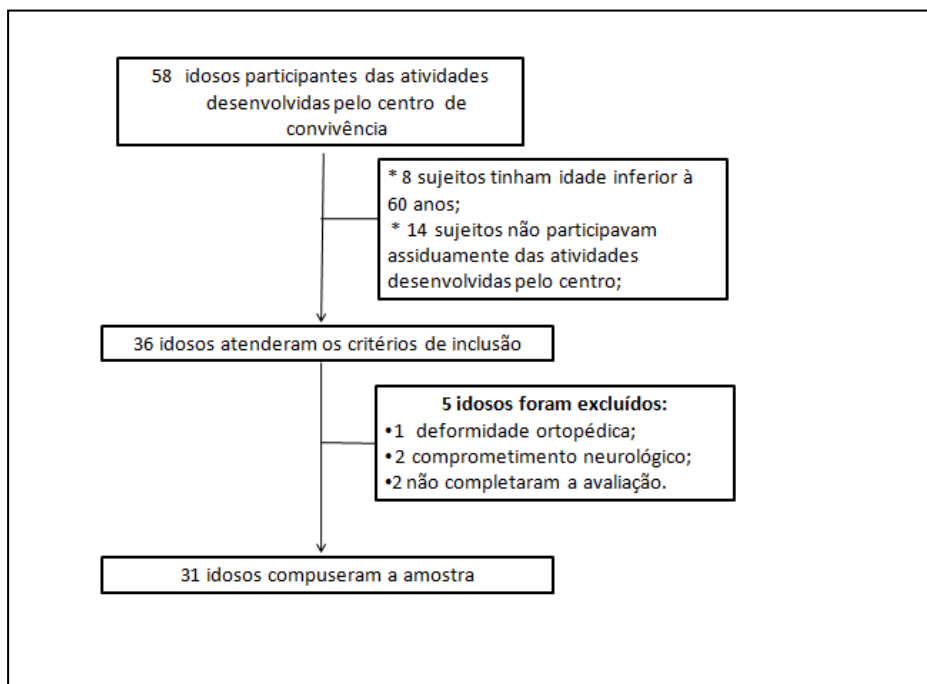 58 idosos participantes das atividades
desenvolvidas pelo centro de
convivência
* 8 sujeitos tinham idade inferior à
60 anos;
* 14 sujeitos não participavam
assiduamente das atividades
desenvolvidas pelo centro;
36 idosos atenderam os critérios de inclusão
5 idosos foram excluídos:
•1 deformidade ortopédica;
•2 comprometimento neurológico;
•2 não completaram a avaliação.
31 idosos compuseram a amostra